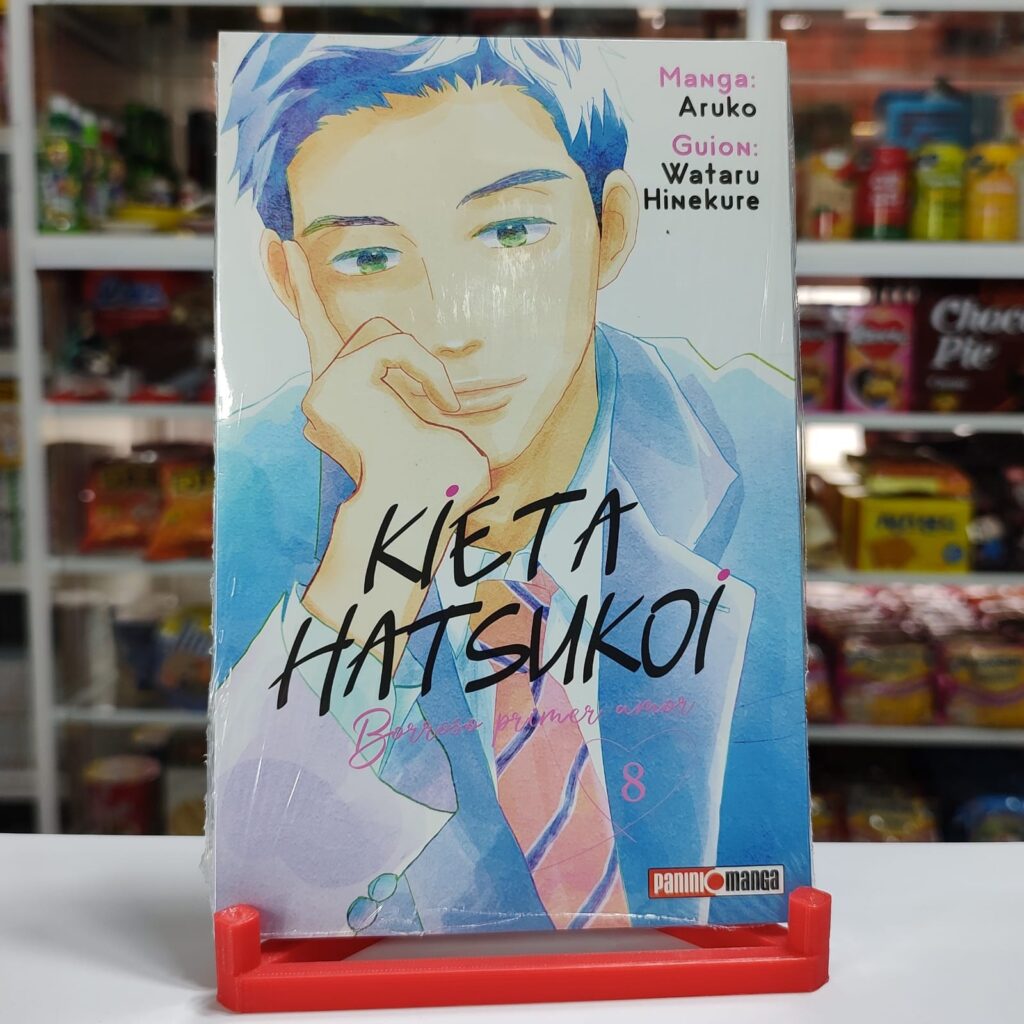 Manga:
Aruko
Guion:
Wataru
Hinekure
KiETA
HATSUKOi
Borroso primer amor
8
PANINI MANGA
Choco
Pie